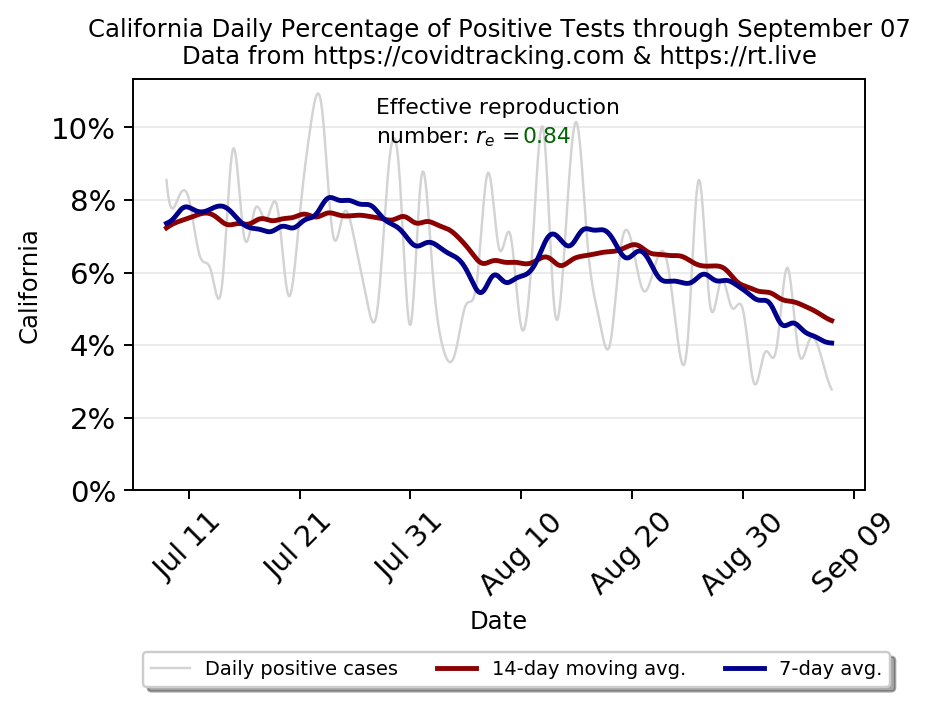 California Daily Percentage of Positive Tests through September 07
Data from https://covidtracking.com & https://rt.live
Effective reproduction
number: r_e =0.84
10%
8%
6%
4%
2%
0%
California
Jul 11
Jul 21
Jul 31
Aug 10
Aug 20
Aug 30
Sep 09
Date
Daily positive cases
14-day moving avg.
7-day avg.